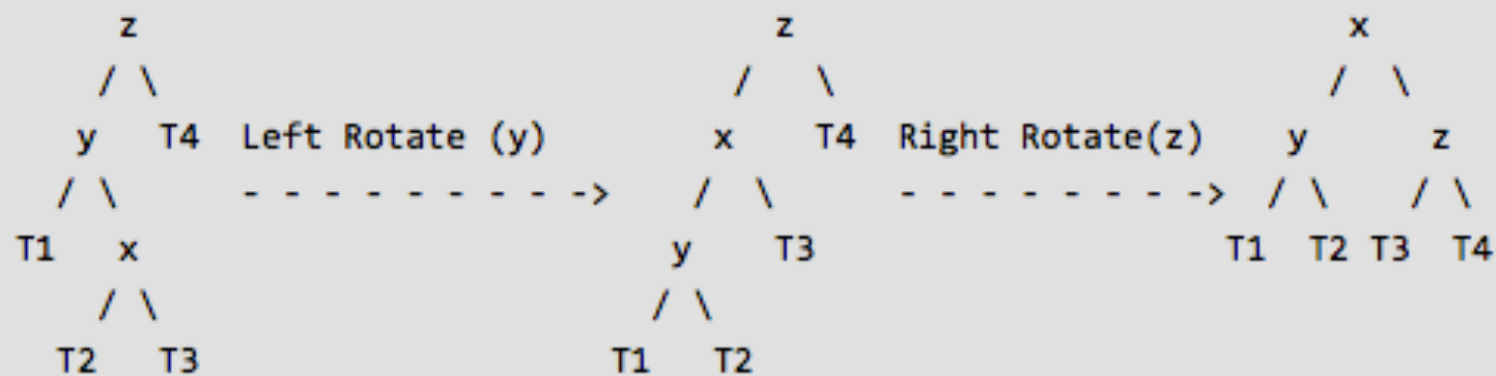 z z x
/ \ / \ / \
y T4 Left Rotate (y) x T4 Right Rotate(z) y z
/ \ - - - - - - - - -> / \ - - - - - - - -> / \ / \
T1 x y T3 T1 T2 T3 T4
/ \ / \
T2 T3 T1 T2